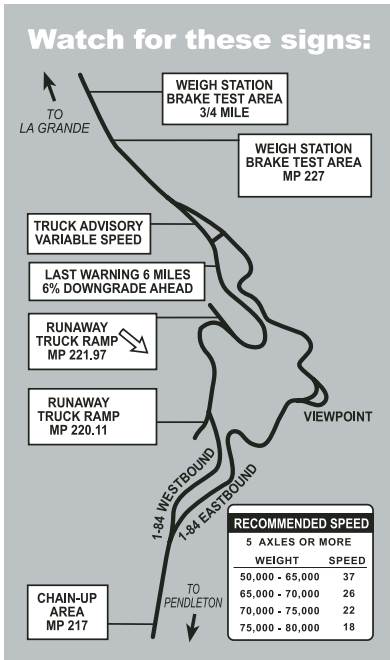 Watch for these signs:
TO
LA GRANDE
WEIGH STATION
BRAKE TEST AREA
3/4 MILE
WEIGH STATION
BRAKE TEST AREA
MP 227
TRUCK ADVISORY
VARIABLE SPEED
LAST WARNING 6 MILES
6% DOWNGRADE AHEAD
RUNAWAY
TRUCK RAMP
MP 221.97
RUNAWAY
TRUCK RAMP
MP 220.11
VIEWPOINT
1-84 WESTBOUND
1-84 EASTBOUND
CHAIN-UP
AREA
MP 217
TO
PENDLETON
RECOMMENDED SPEED
5 AXLES OR MORE
WEIGHT SPEED
50,000 - 65,000 37
65,000 - 70,000 26
70,000 - 75,000 22
75,000 - 80,000 18